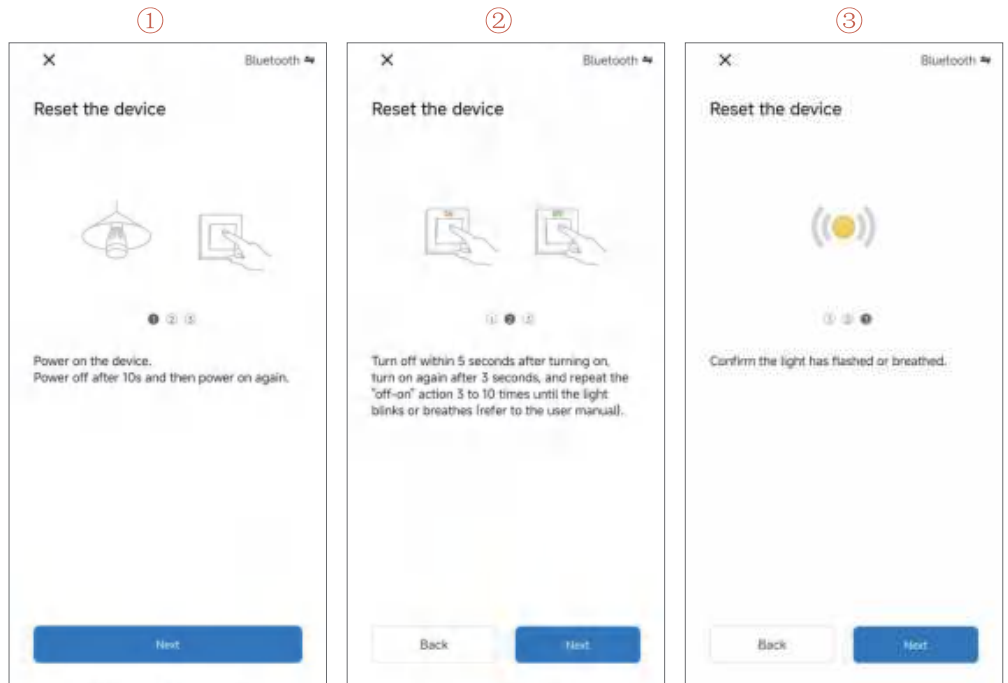 ①
②
③
Bluetooth
Reset the device
Power on the device.
Power off after 10s and then power on again.
Next
Bluetooth
Reset the device
Turn off within 5 seconds after turning on,
turn on again after 3 seconds, and repeat the
"off-on" action 3 to 10 times until the light
blinks or breathes (refer to the user manual).
Back
Next
Bluetooth
Reset the device
Confirm the light has flashed or breathed.
Back
Next